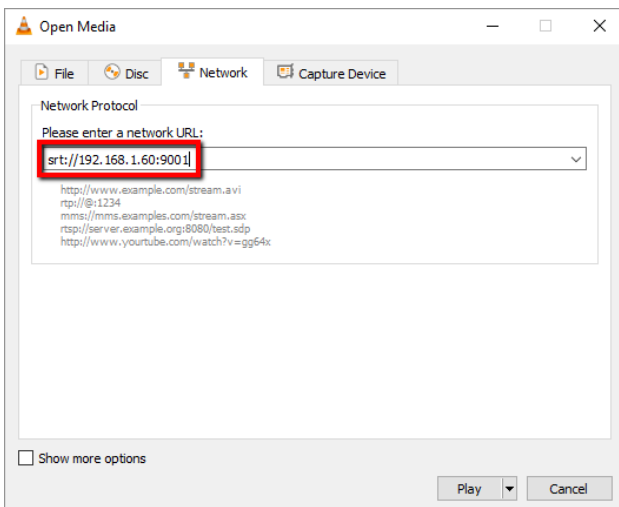 Open Media
File Disc Network Capture Device
Network Protocol
Please enter a network URL:
srt://192.168.1.60:9001
http://www.example.com/stream.avi
rtp://@:1234
mms://mms.examples.com/stream.asx
rtsp://server.example.org:8080/test.sdp
http://www.yourtube.com/watch?v=gg64x
Show more options
Play Cancel